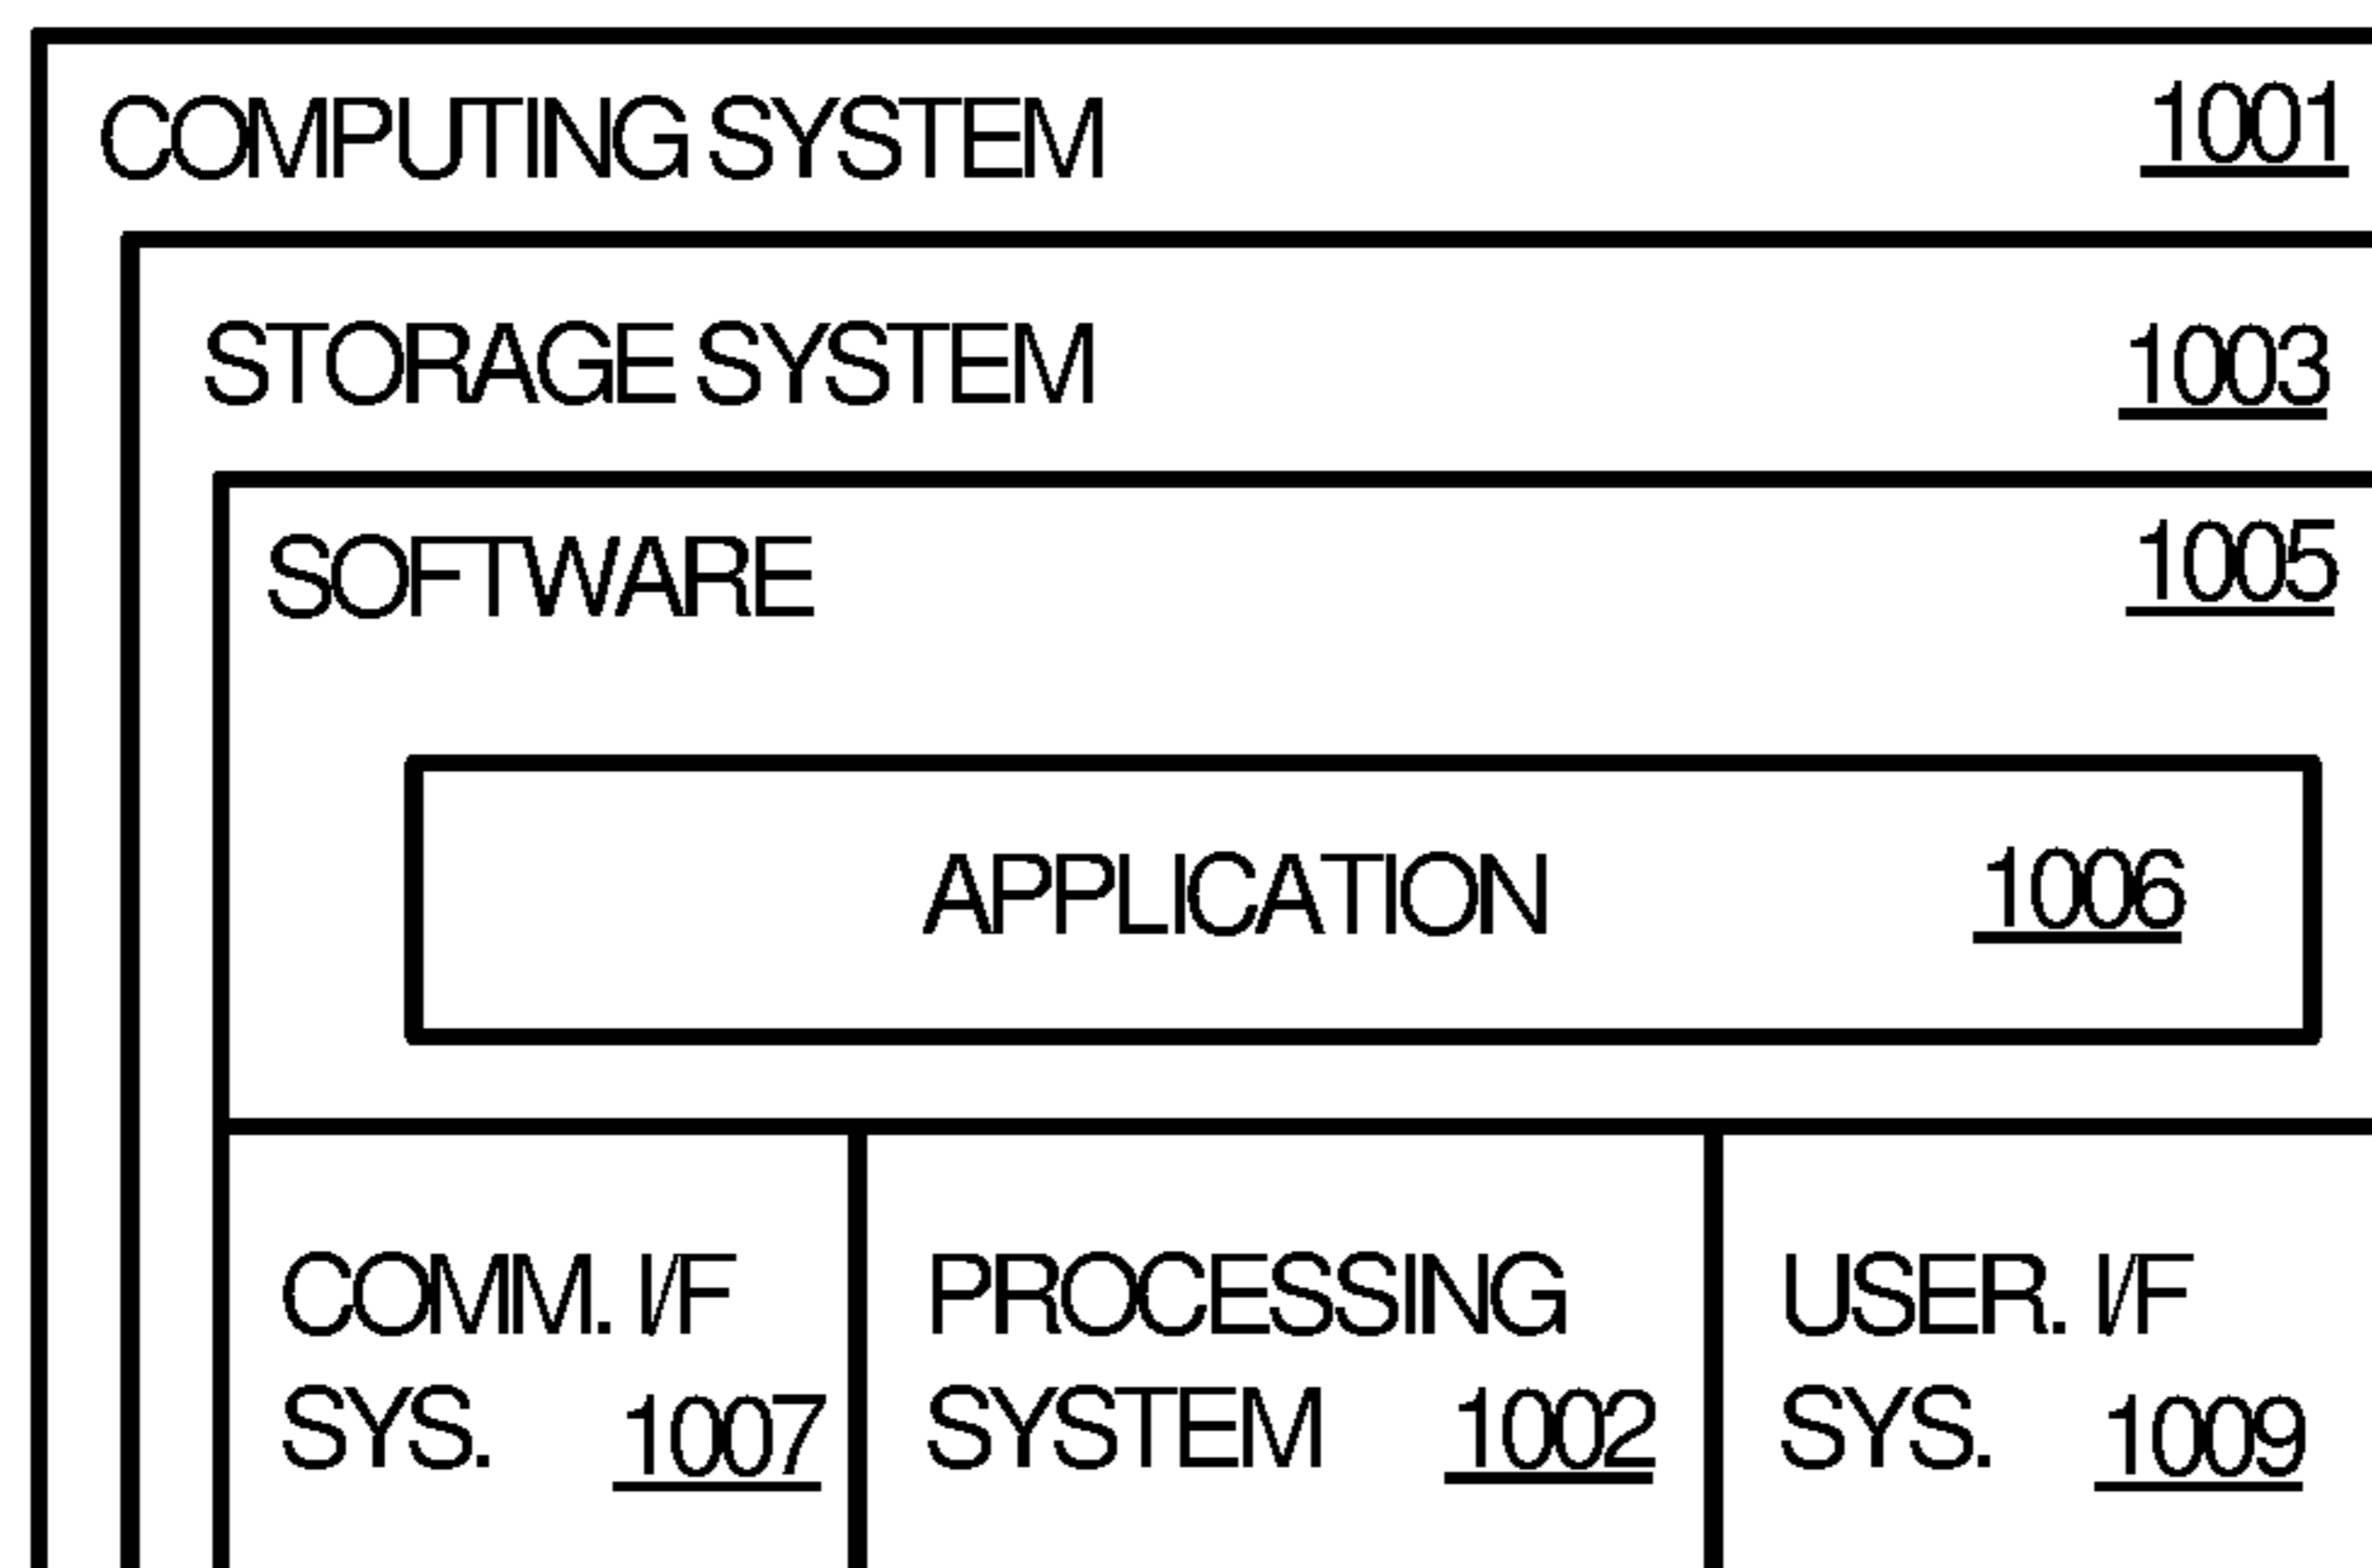 COMPUTING SYSTEM 1001
STORAGE SYSTEM 1003
SOFTWARE 1005
APPLICATION 1006
COMM. I/F
SYS. 1007
PROCESSING
SYSTEM 1002
USER. I/F
SYS. 1009